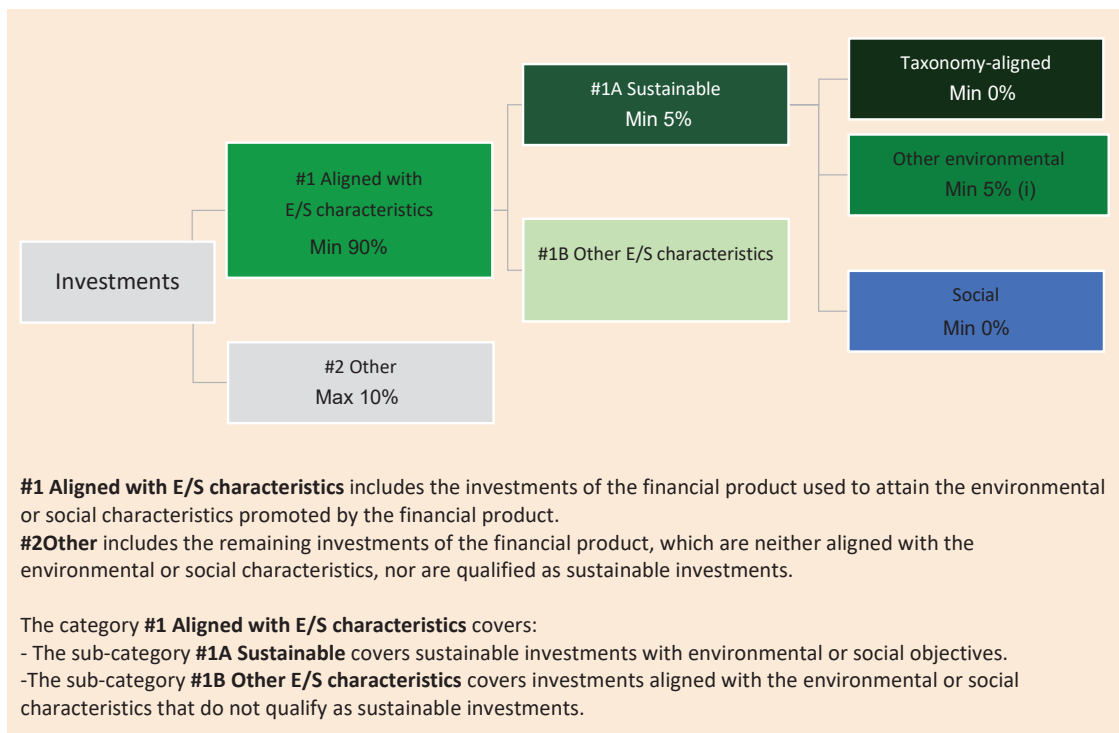 Investments
#1 Aligned with
E/S characteristics
Min 90%
#2 Other
Max 10%
#1A Sustainable
Min 5%
#1B Other E/S characteristics
Taxonomy-aligned
Min 0%
Other environmental
Min 5% (i)
Social
Min 0%
#1 Aligned with E/S characteristics includes the investments of the financial product used to attain the environmental
or social characteristics promoted by the financial product.
#2Other includes the remaining investments of the financial product, which are neither aligned with the
environmental or social characteristics, nor are qualified as sustainable investments.
The category #1 Aligned with E/S characteristics covers:
- The sub-category #1A Sustainable covers sustainable investments with environmental or social objectives.
-The sub-category #1B Other E/S characteristics covers investments aligned with the environmental or social
characteristics that do not qualify as sustainable investments.